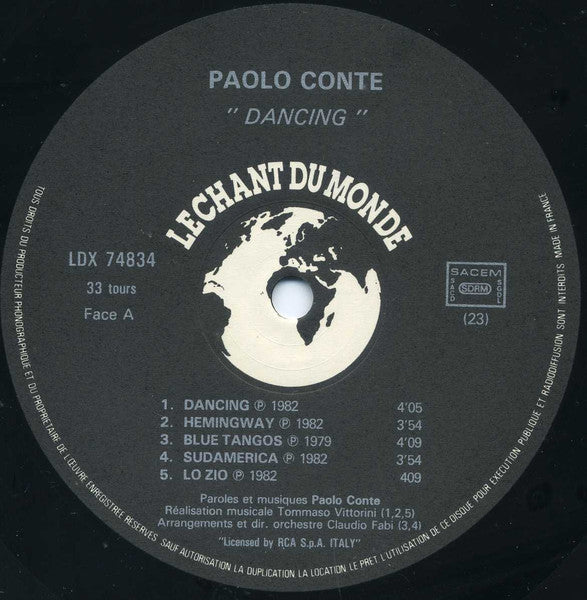 PAOLO CONTE
" DANCING "
LE CHANT DU MONDE
LDX 74834
33 tours
Face A
SACEM
SACD
SDRM
SGDL
(23)
1. DANCING ℗ 1982 4'05
2. HEMINGWAY ℗ 1982 3'54
3. BLUE TANGOS ℗ 1979 4'09
4. SUDAMERICA ℗ 1982 3'54
5. LO ZIO ℗ 1982 409
Paroles et musiques Paolo Conte
Réalisation musicale Tommaso Vittorini (1,2,5)
Arrangements et dir. orchestre Claudio Fabi (3,4)
"Licensed by RCA S.p.A. ITALY"
TOUS DROITS DU PRODUCTEUR PHONOGRAPHIQUE ET DU PROPRIETAIRE DE L'ŒUVRE ENREGISTREE RESERVES SAUF AUTORISATION LA DUPLICATION LA LOCATION LE PRET L'UTILISATION DE CE DISQUE POUR EXECUTION PUBLIQUE ET RADIODIFFUSION SONT INTERDITS MADE IN FRANCE